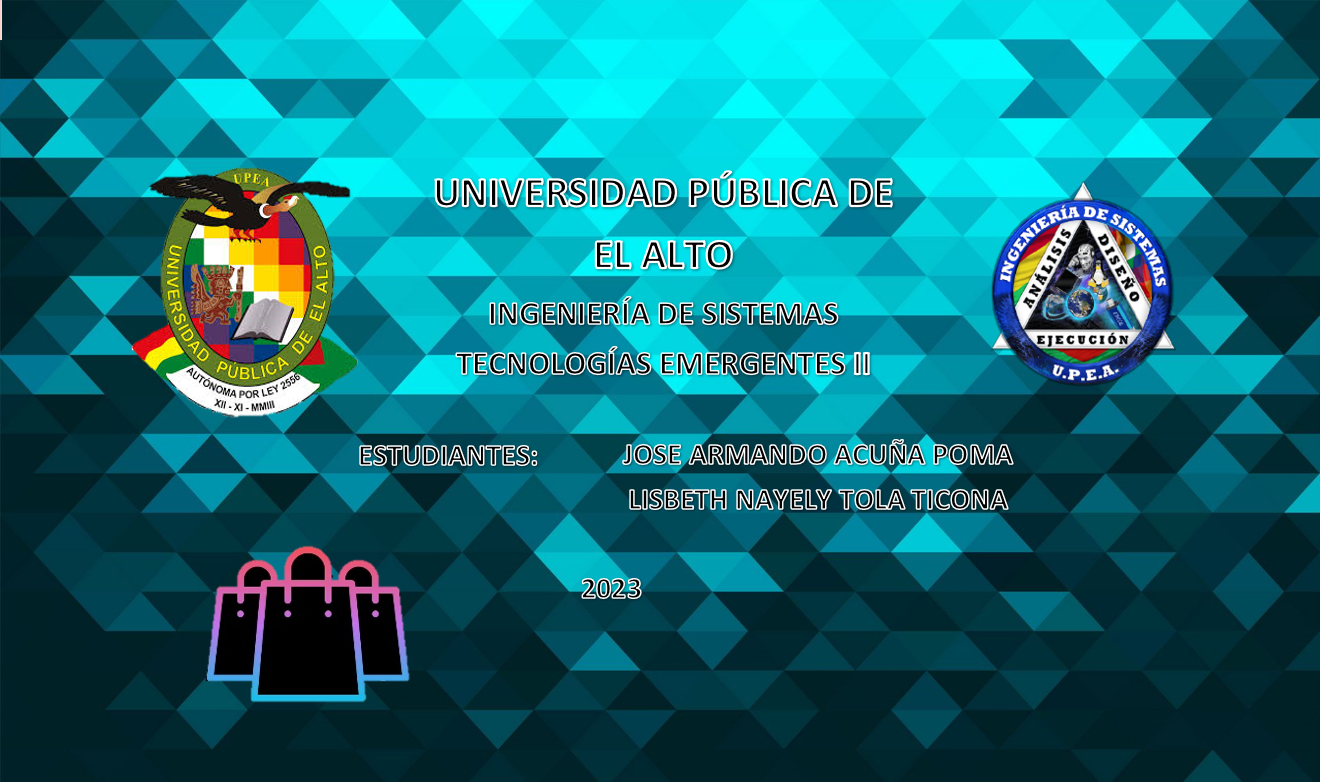 UPEA
UNIVERSIDAD PÚBLICA DE EL ALTO
AUTÓNOMA POR LEY 2556
XII - XI - MMIII
UNIVERSIDAD PÚBLICA DE
EL ALTO
INGENIERÍA DE SISTEMAS
TECNOLOGÍAS EMERGENTES II
INGENIERÍA DE SISTEMAS
ANÁLISIS
DISEÑO
EJECUCIÓN
U.P.E.A.
ESTUDIANTES: JOSE ARMANDO ACUÑA POMA
LISBETH NAYELY TOLA TICONA
2023